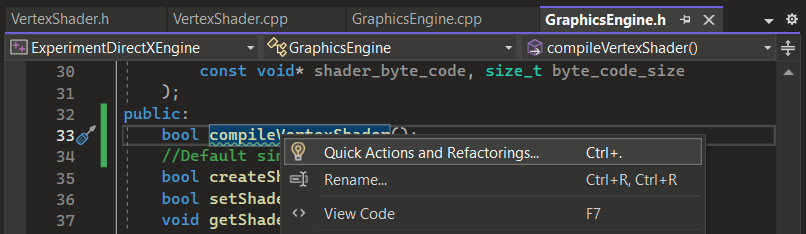 VertexShader.h VertexShader.cpp GraphicsEngine.cpp GraphicsEngine.h
ExperimentDirectXEngine GraphicsEngine compileVertexShader()
30 const void* shader_byte_code, size_t byte_code_size
31 );
32 public:
33 bool compileVertexShader();
34 //Default sim
Quick Actions and Refactorings... Ctrl+.
35 bool createSh
Rename... Ctrl+R, Ctrl+R
36 bool setShade
View Code F7
37 void getShade